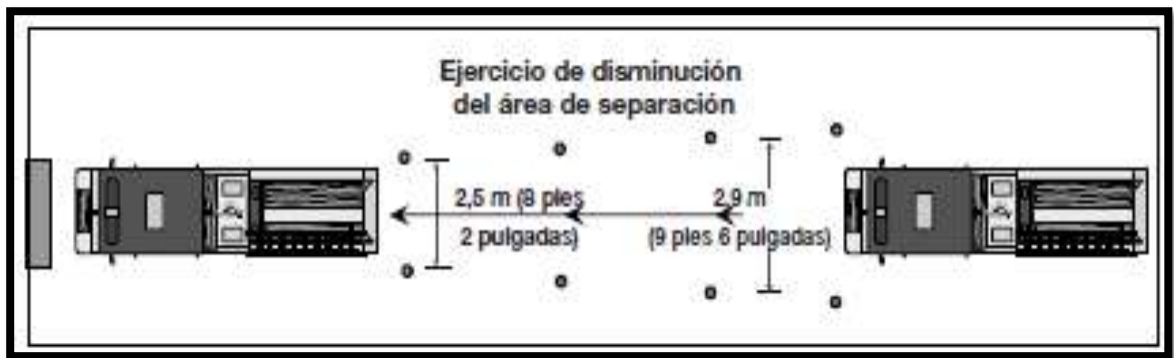 Ejercicio de disminución
del área de separación
2,5 m (8 pies
2 pulgadas)
2,9 m
(9 pies 6 pulgadas)